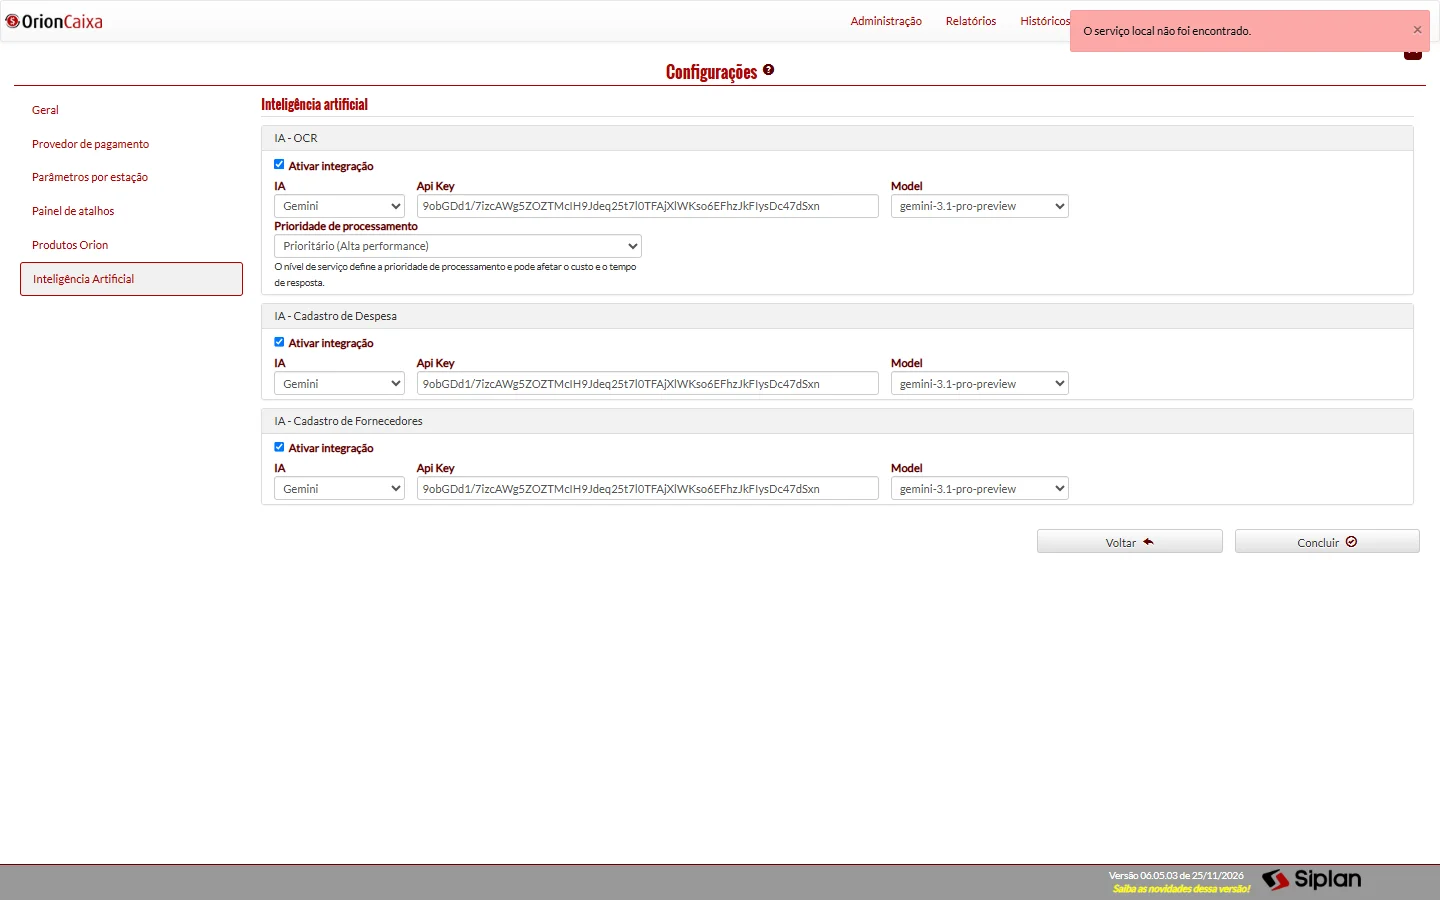 OrionCaixa
Administração
Relatórios
Históricos
O serviço local não foi encontrado.
×
Configurações
Geral
Provedor de pagamento
Parâmetros por estação
Painel de atalhos
Produtos Orion
Inteligência Artificial
Inteligência artificial
IA - OCR
Ativar integração
IA
Api Key
Model
Gemini
9obGDd1/7izcAWg5ZOZTMcIH9Jdeq25t7l0TFAjXlWKso6EFhzJkFIysDc47dSxn
gemini-3.1-pro-preview
Prioridade de processamento
Prioritário (Alta performance)
O nível de serviço define a prioridade de processamento e pode afetar o custo e o tempo
de resposta.
IA - Cadastro de Despesa
Ativar integração
IA
Api Key
Model
Gemini
9obGDd1/7izcAWg5ZOZTMcIH9Jdeq25t7l0TFAjXlWKso6EFhzJkFIysDc47dSxn
gemini-3.1-pro-preview
IA - Cadastro de Fornecedores
Ativar integração
IA
Api Key
Model
Gemini
9obGDd1/7izcAWg5ZOZTMcIH9Jdeq25t7l0TFAjXlWKso6EFhzJkFIysDc47dSxn
gemini-3.1-pro-preview
Voltar
Concluir
Versão 06.05.03 de 25/11/2026
Saiba as novidades dessa versão!
Siplan